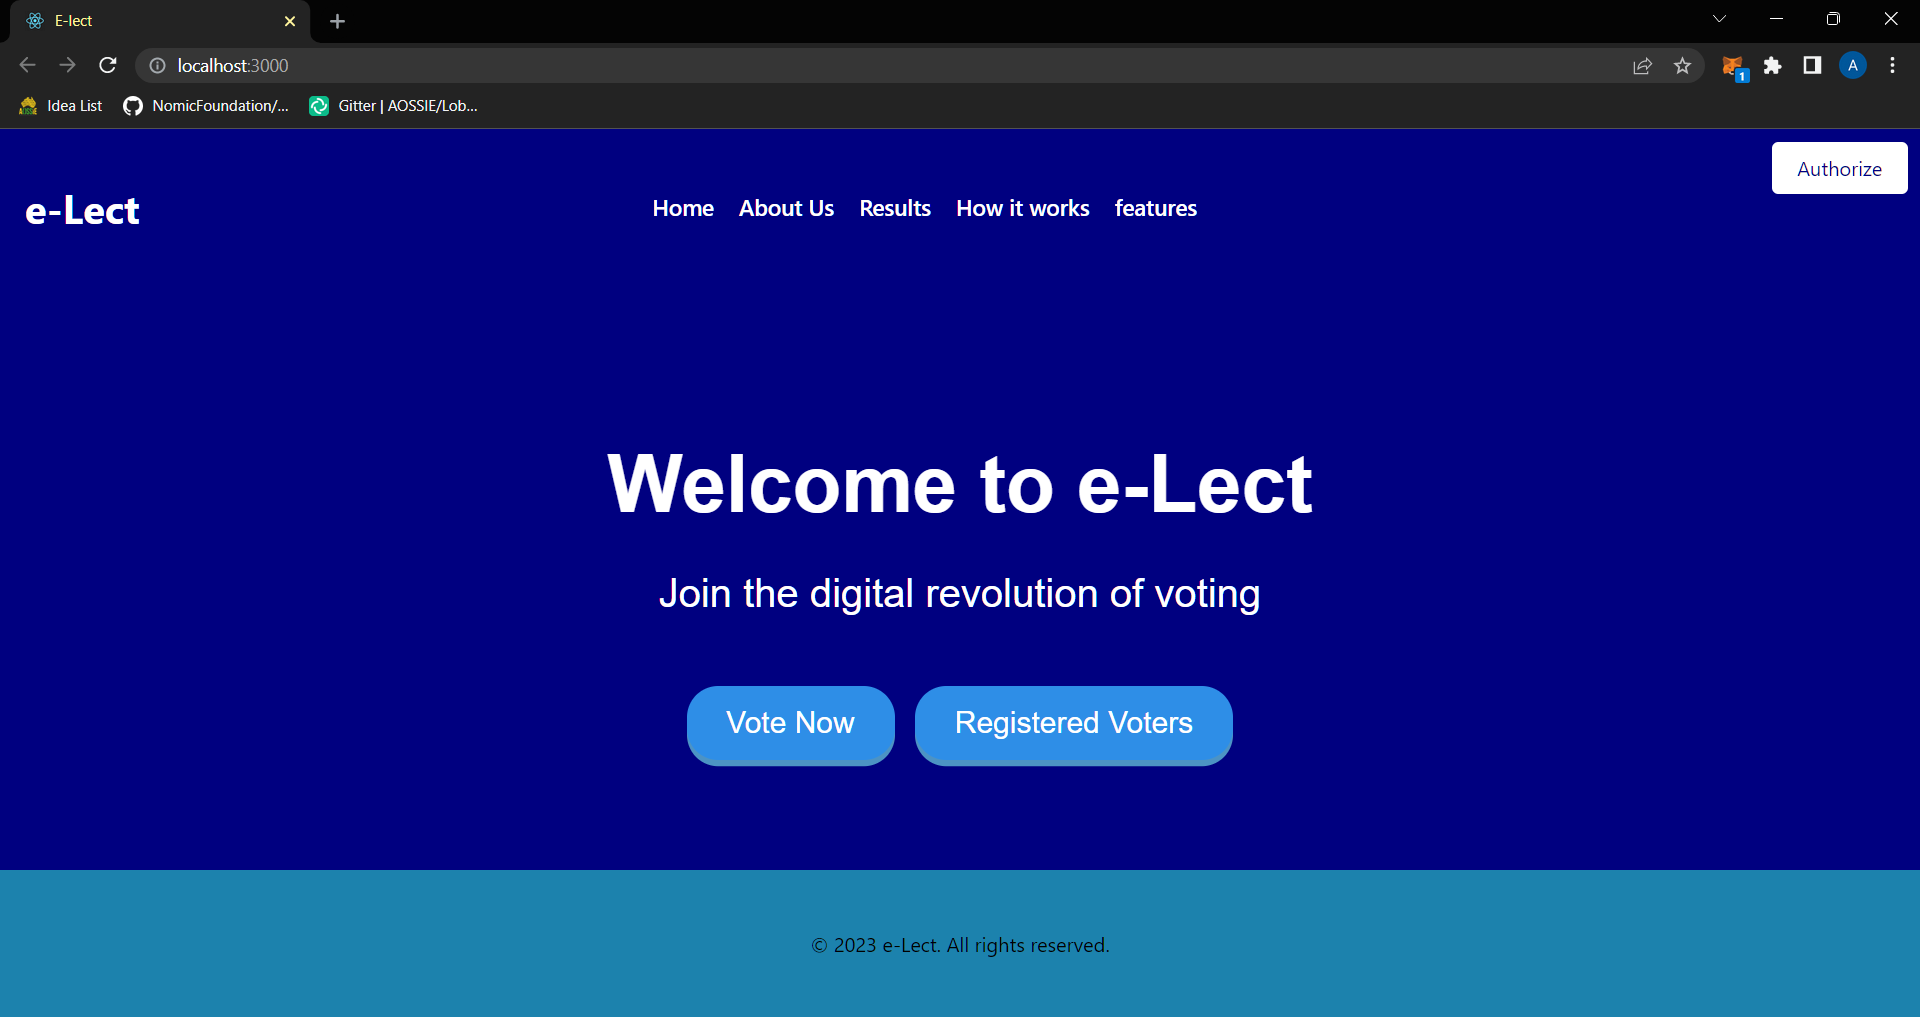 E-lect
localhost:3000
1
A
Idea List
NomicFoundation/...
Gitter | AOSSIE/Lob...
Authorize
e-Lect
Home
About Us
Results
How it works
features
Welcome to e-Lect
Join the digital revolution of voting
Vote Now
Registered Voters
© 2023 e-Lect. All rights reserved.